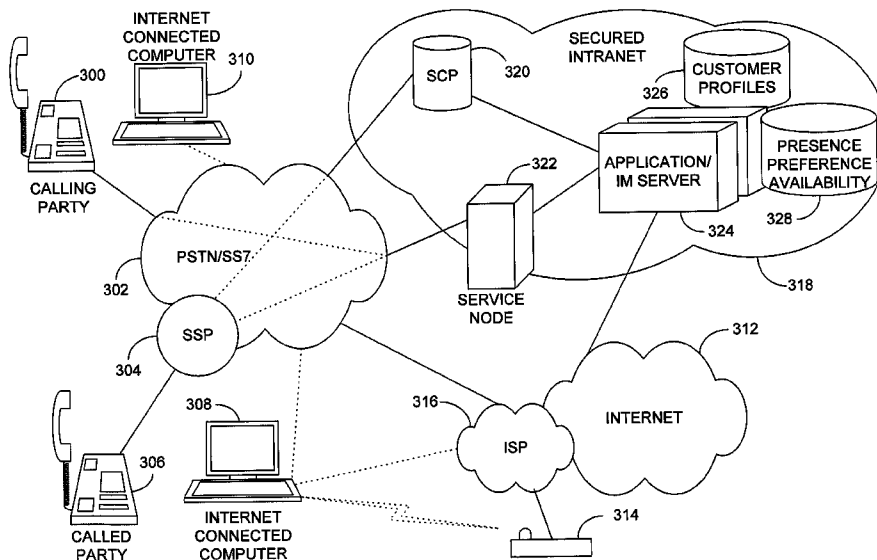 INTERNET
CONNECTED
COMPUTER
300
310
CALLING
PARTY
SECURED
INTRANET
SCP
320
326
CUSTOMER
PROFILES
APPLICATION/
IM SERVER
PRESENCE
PREFERENCE
AVAILABILITY
322
324
328
318
302
PSTN/SS7
SERVICE
NODE
SSP
304
312
INTERNET
316
ISP
306
CALLED
PARTY
308
INTERNET
CONNECTED
COMPUTER
314